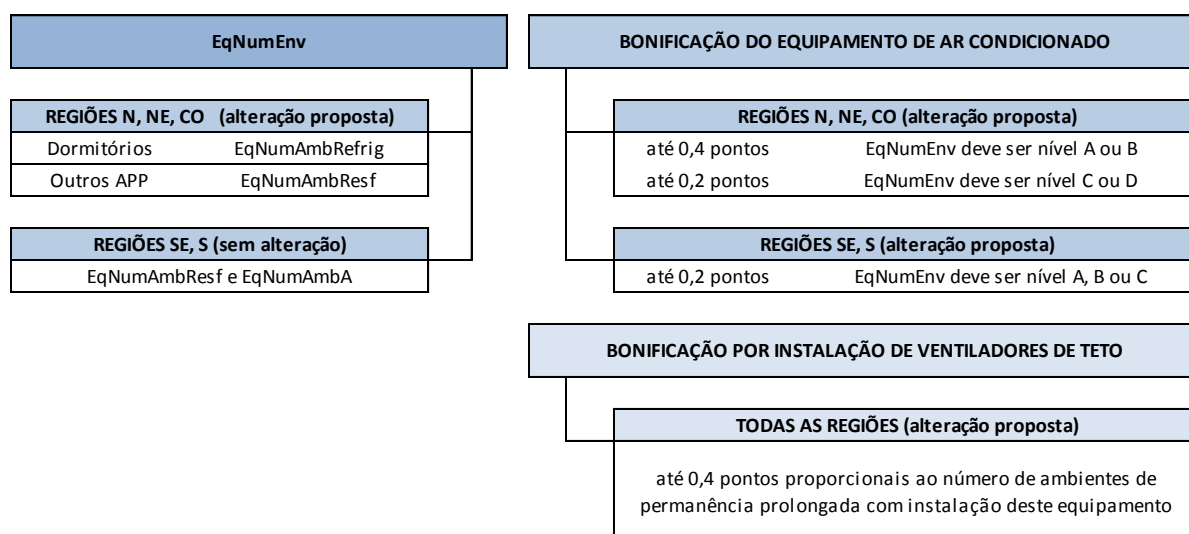 EqNumEnv
REGIÕES N, NE, CO (alteração proposta)
Dormitórios EqNumAmbRefrig
Outros APP EqNumAmbResf
REGIÕES SE, S (sem alteração)
EqNumAmbResf e EqNumAmbA
BONIFICAÇÃO DO EQUIPAMENTO DE AR CONDICIONADO
REGIÕES N, NE, CO (alteração proposta)
até 0,4 pontos EqNumEnv deve ser nível A ou B
até 0,2 pontos EqNumEnv deve ser nível C ou D
REGIÕES SE, S (alteração proposta)
até 0,2 pontos EqNumEnv deve ser nível A, B ou C
BONIFICAÇÃO POR INSTALAÇÃO DE VENTILADORES DE TETO
TODAS AS REGIÕES (alteração proposta)
até 0,4 pontos proporcionais ao número de ambientes de
permanência prolongada com instalação deste equipamento